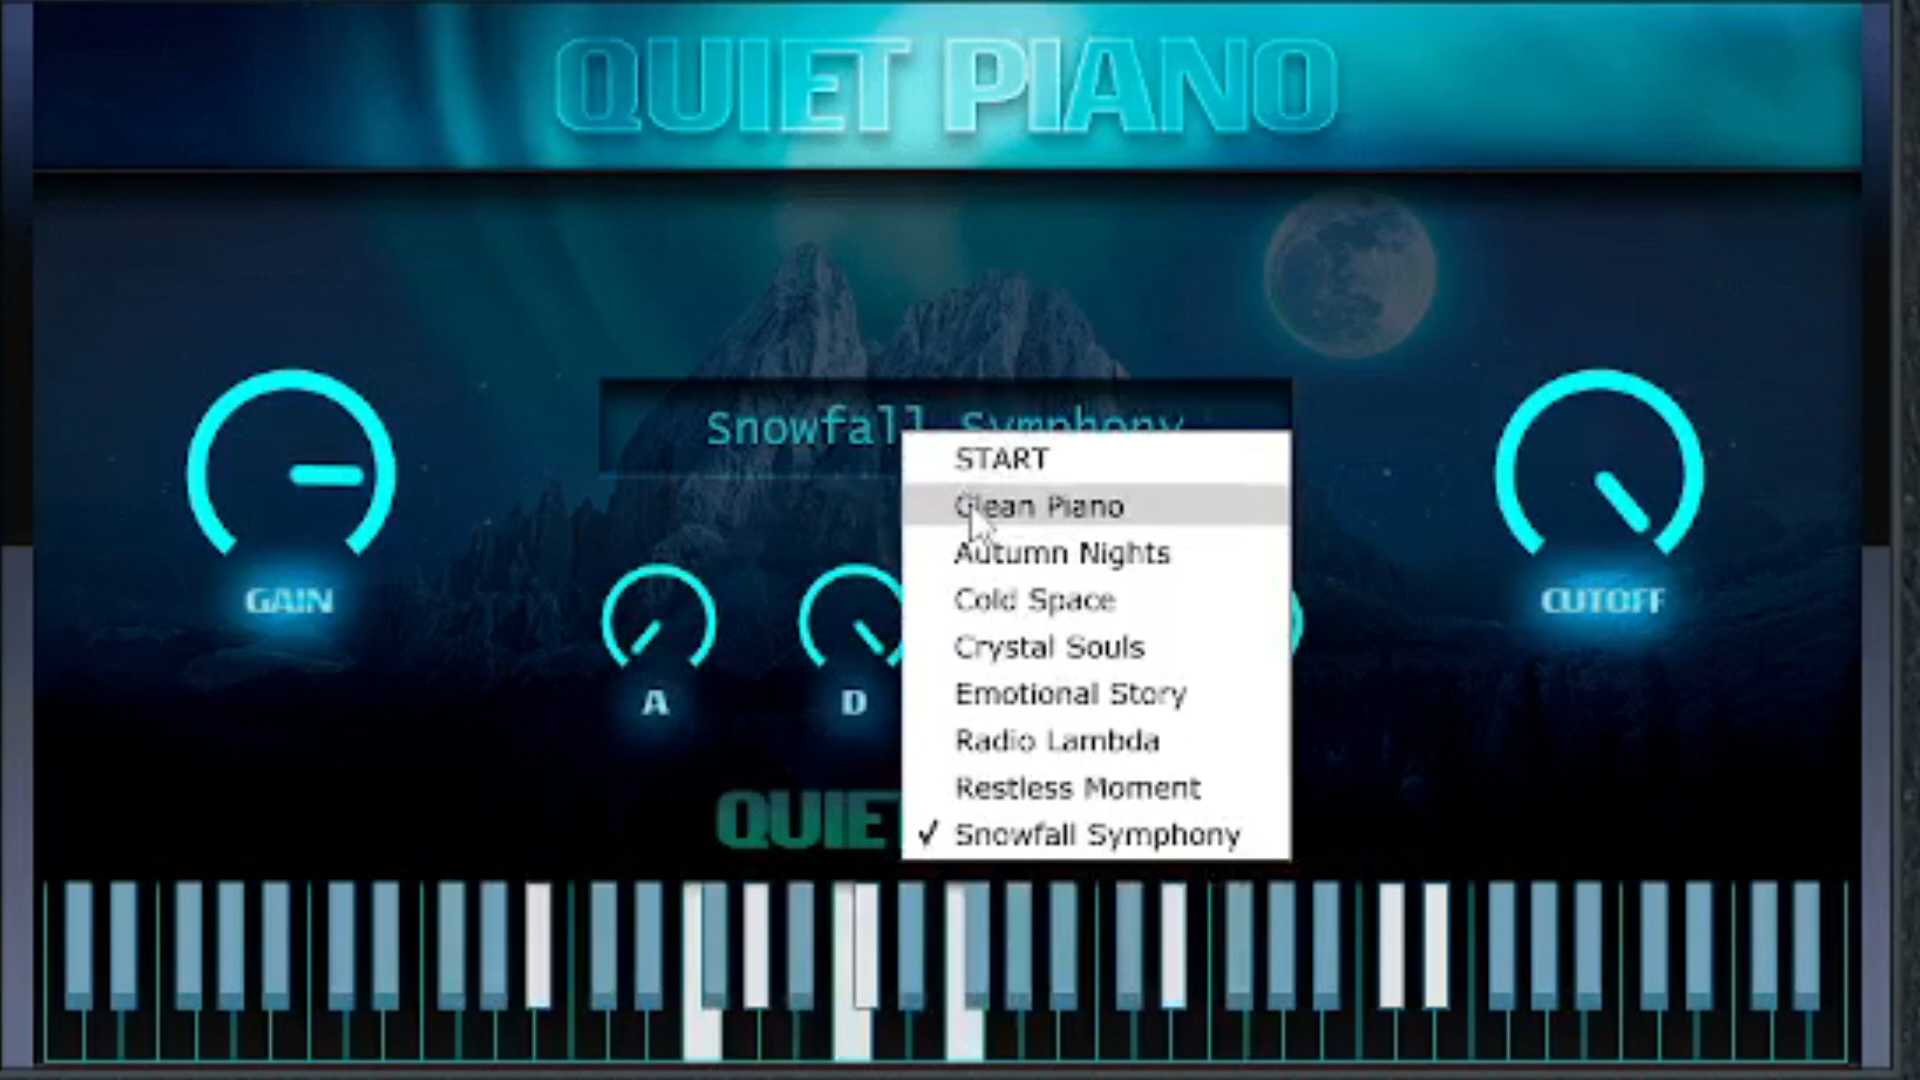 QUIET PIANO
Snowfall Symphony
START
Clean Piano
Autumn Nights
Cold Space
Crystal Souls
Emotional Story
Radio Lambda
Restless Moment
✓ Snowfall Symphony
GAIN
CUTOFF
A
D
QUIET